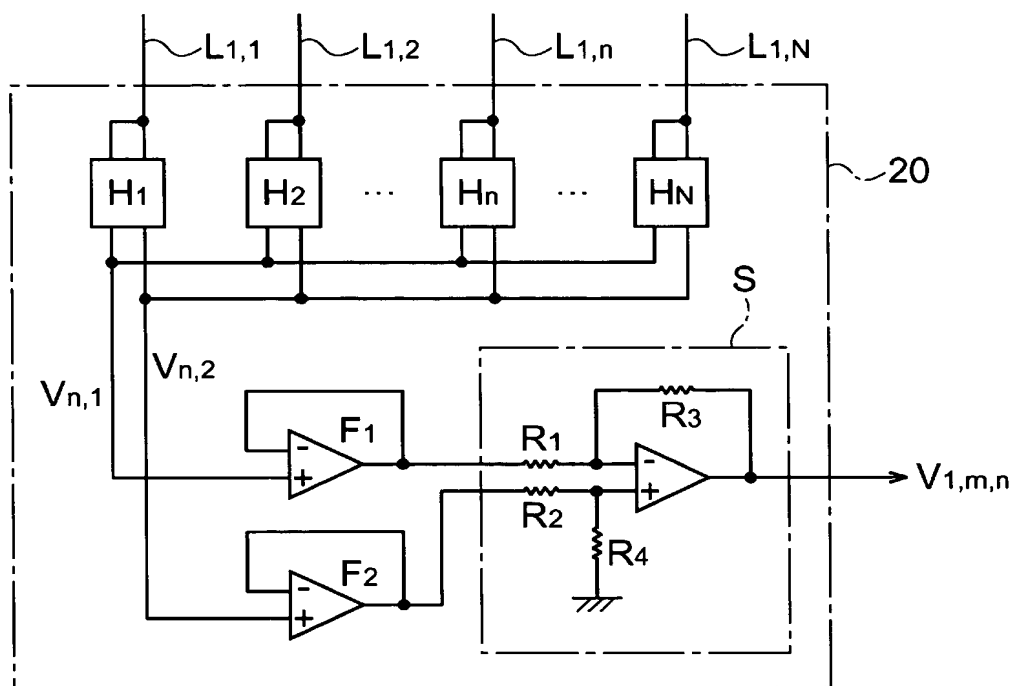 L1,1 L1,2 L1,n L1,N
20
H1 H2 ... Hn ... HN
S
Vn,1 Vn,2
F1
- +
R1 R3
- +
V1,m,n
R2
R4
F2
- +